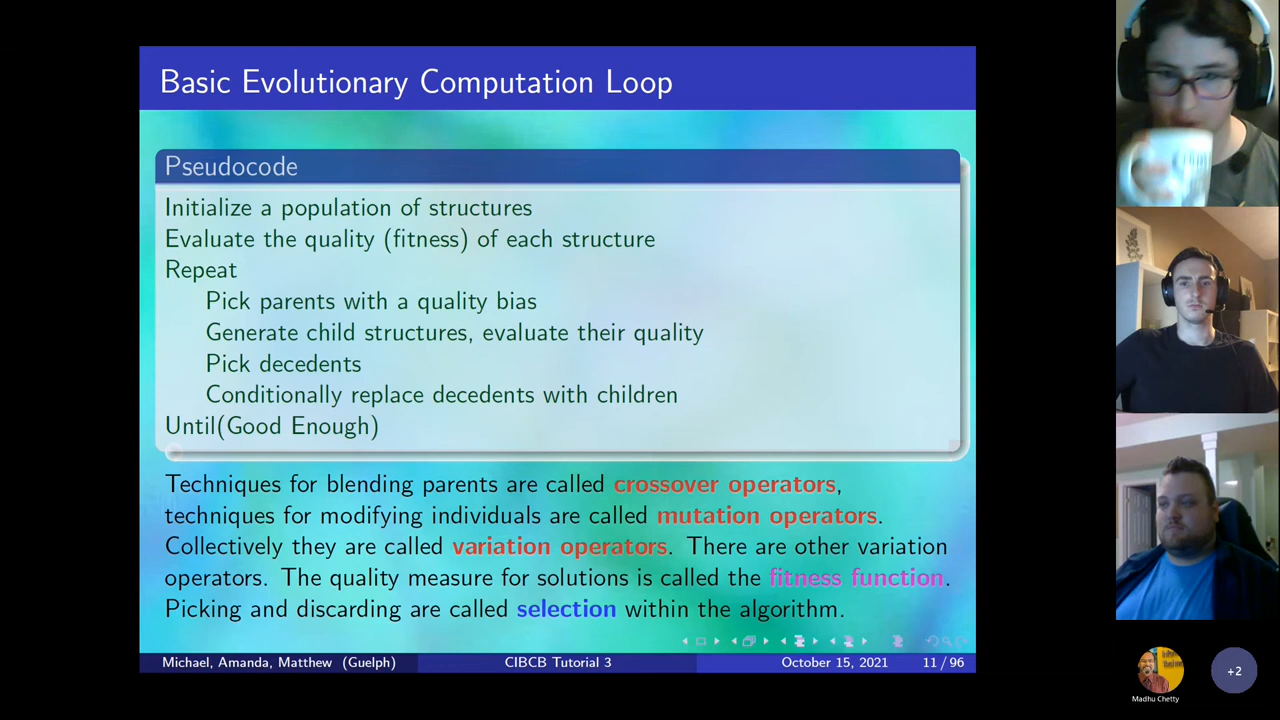 Basic Evolutionary Computation Loop
Pseudocode
Initialize a population of structures
Evaluate the quality (fitness) of each structure
Repeat
Pick parents with a quality bias
Generate child structures, evaluate their quality
Pick decedents
Conditionally replace decedents with children
Until(Good Enough)
Techniques for blending parents are called crossover operators,
techniques for modifying individuals are called mutation operators.
Collectively they are called variation operators. There are other variation
operators. The quality measure for solutions is called the fitness function.
Picking and discarding are called selection within the algorithm.
Michael, Amanda, Matthew (Guelph) CIBCB Tutorial 3 October 15, 2021 11 / 96
Madhu Chetty
+2